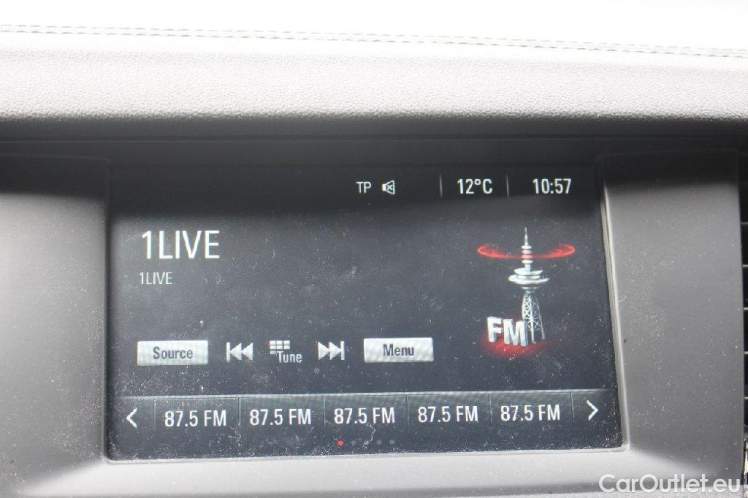 TP 12°C 10:57
1LIVE
1LIVE
FM
Source Tune Menu
87.5 FM 87.5 FM 87.5 FM 87.5 FM 87.5 FM
CarOutlet.eu